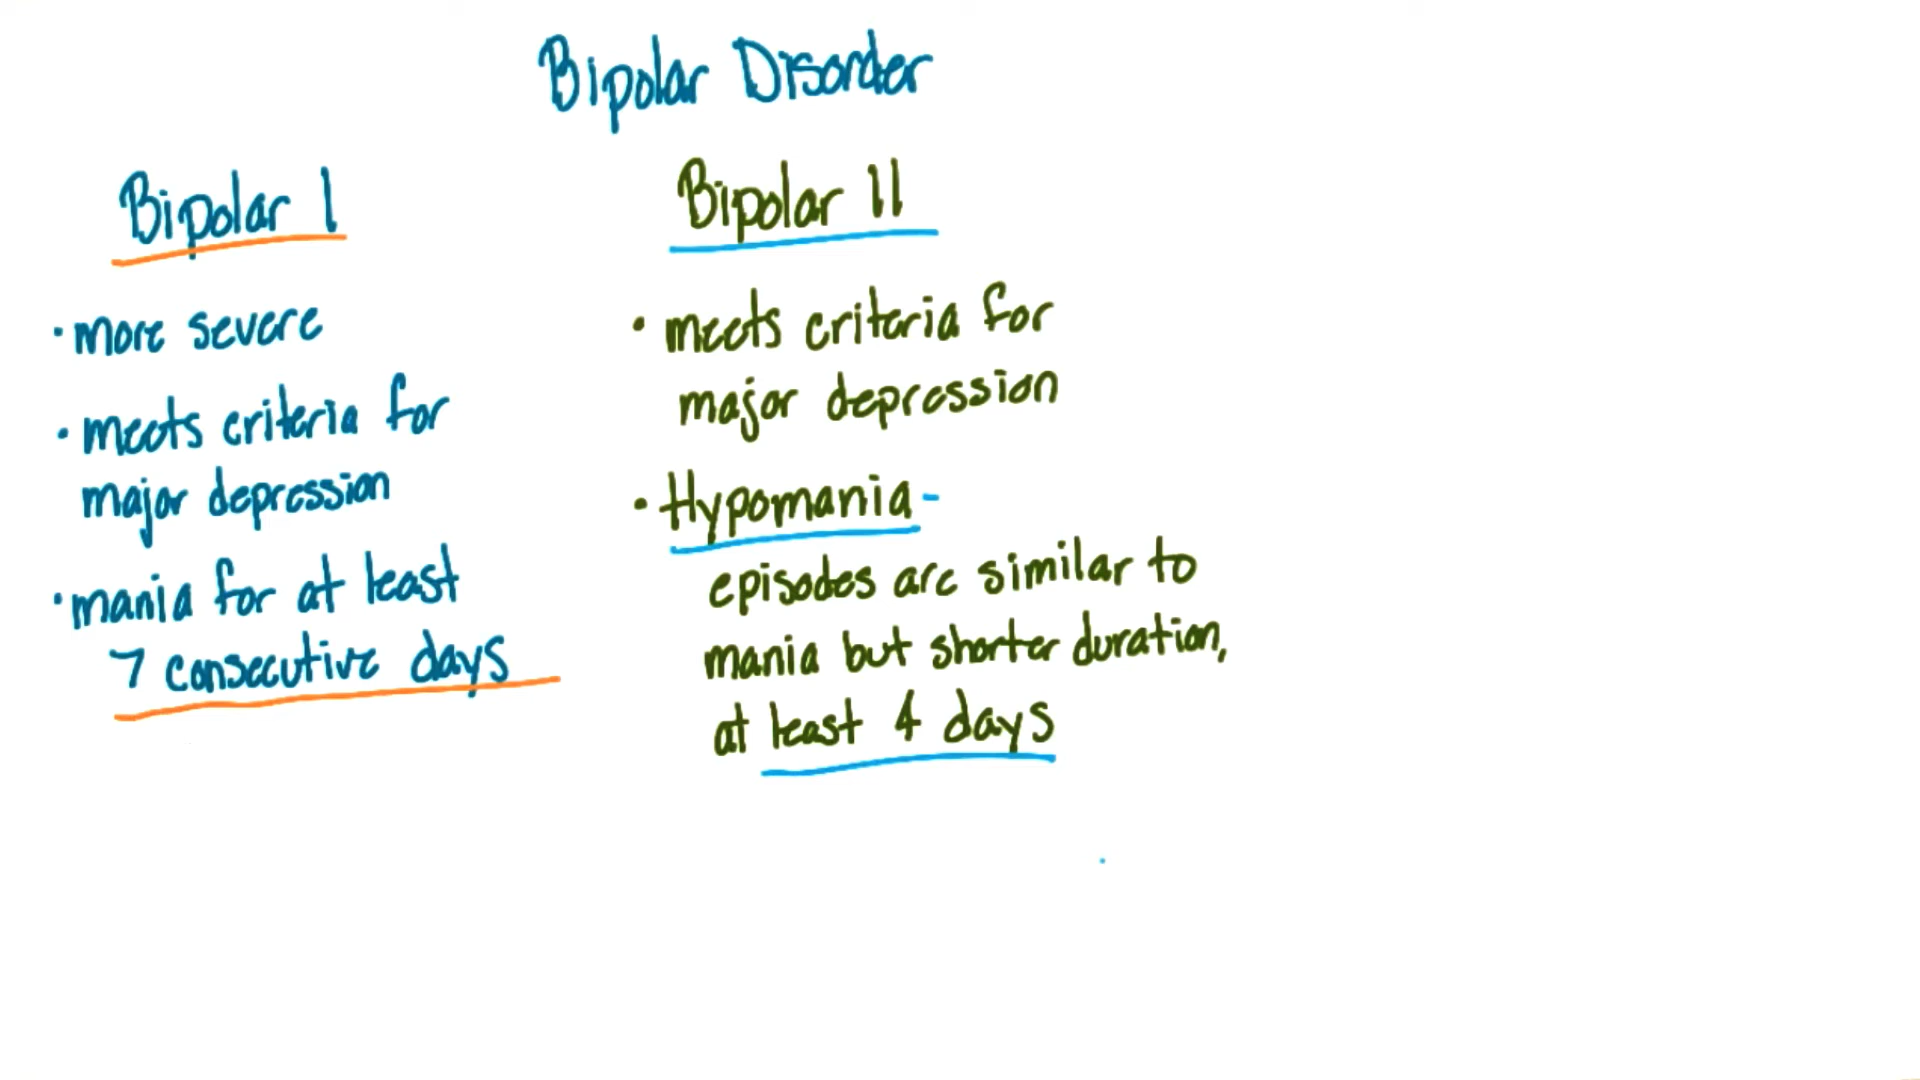 Bipolar Disorder
Bipolar I
• more severe
• meets criteria for
major depression
• mania for at least
7 consecutive days
Bipolar II
• meets criteria for
major depression
• Hypomania -
episodes are similar to
mania but shorter duration,
at least 4 days